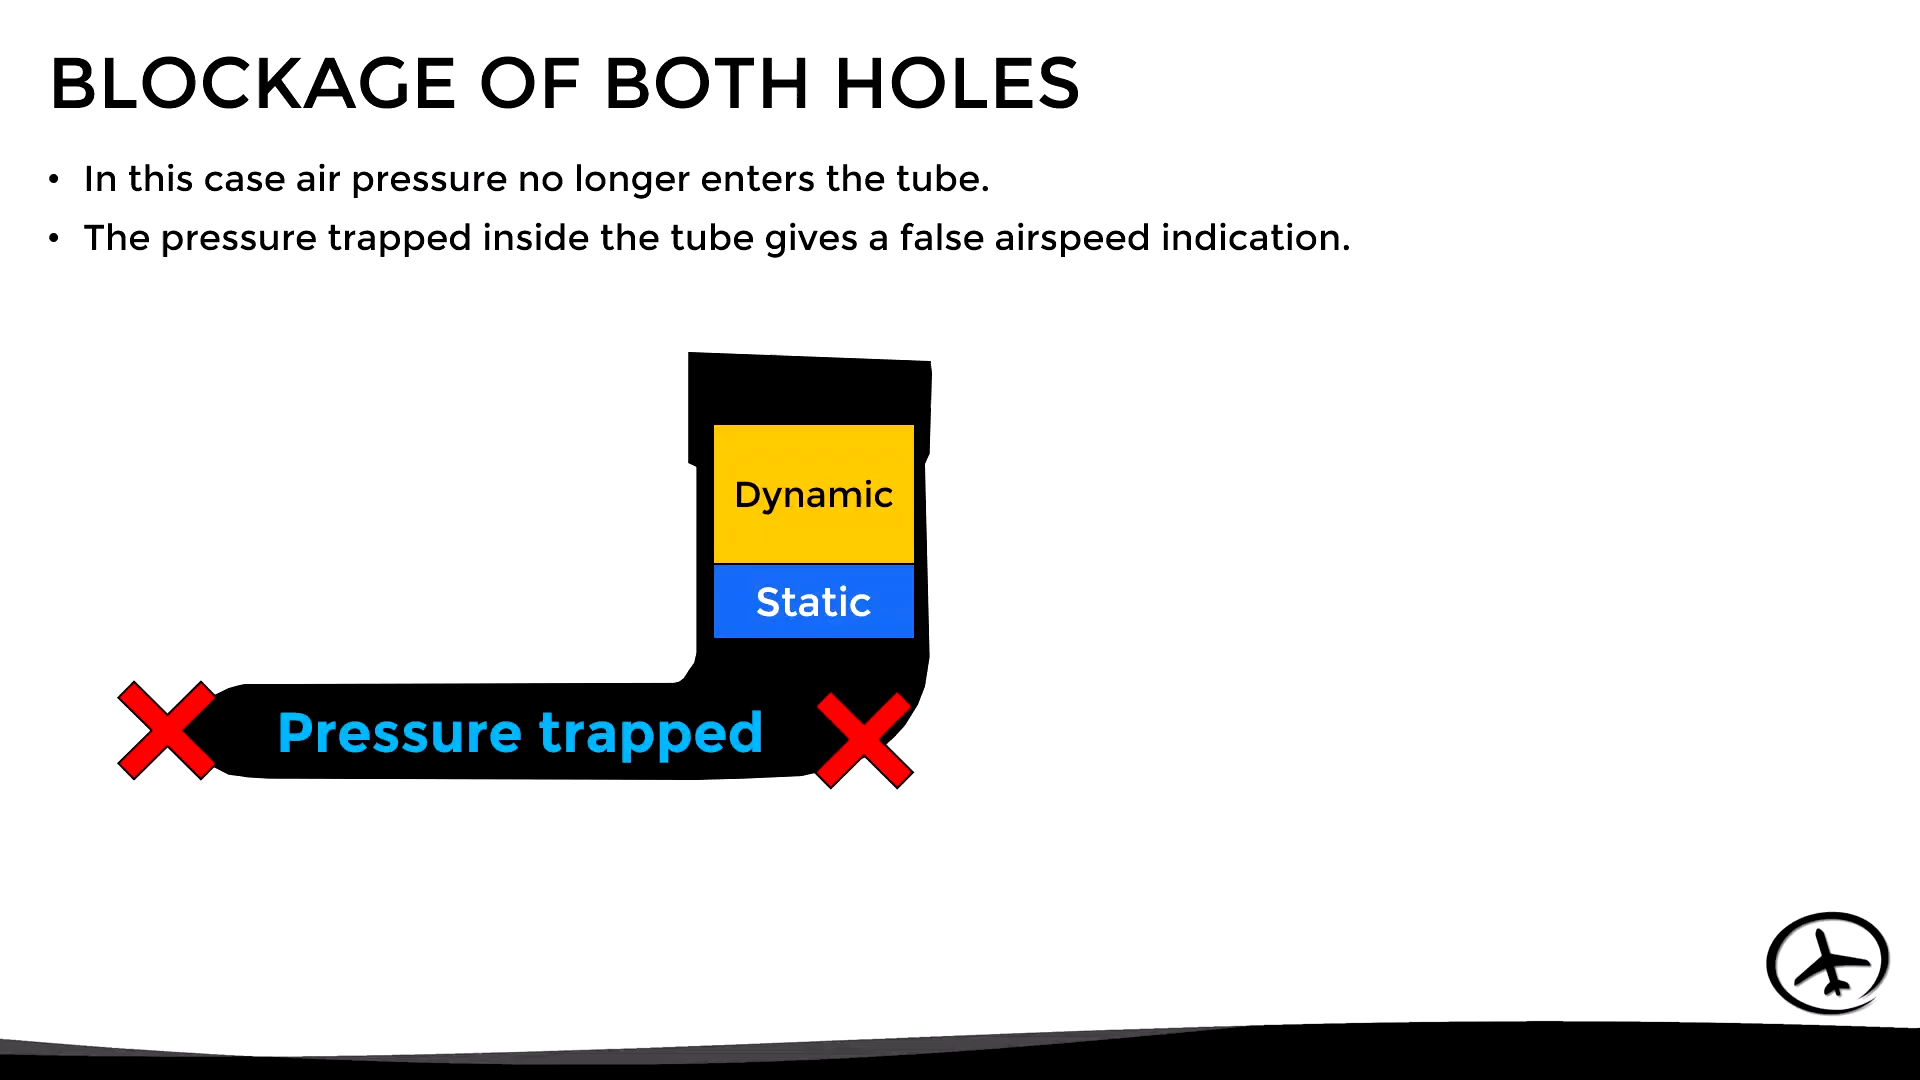 BLOCKAGE OF BOTH HOLES
• In this case air pressure no longer enters the tube.
• The pressure trapped inside the tube gives a false airspeed indication.
Dynamic
Static
Pressure trapped